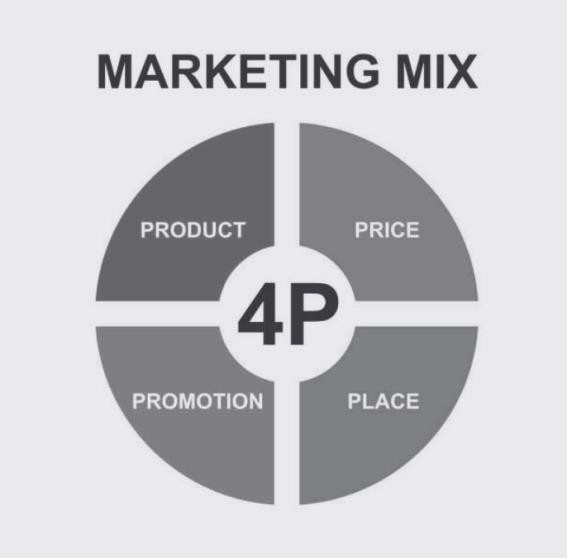 MARKETING MIX
PRODUCT
PRICE
4P
PROMOTION
PLACE